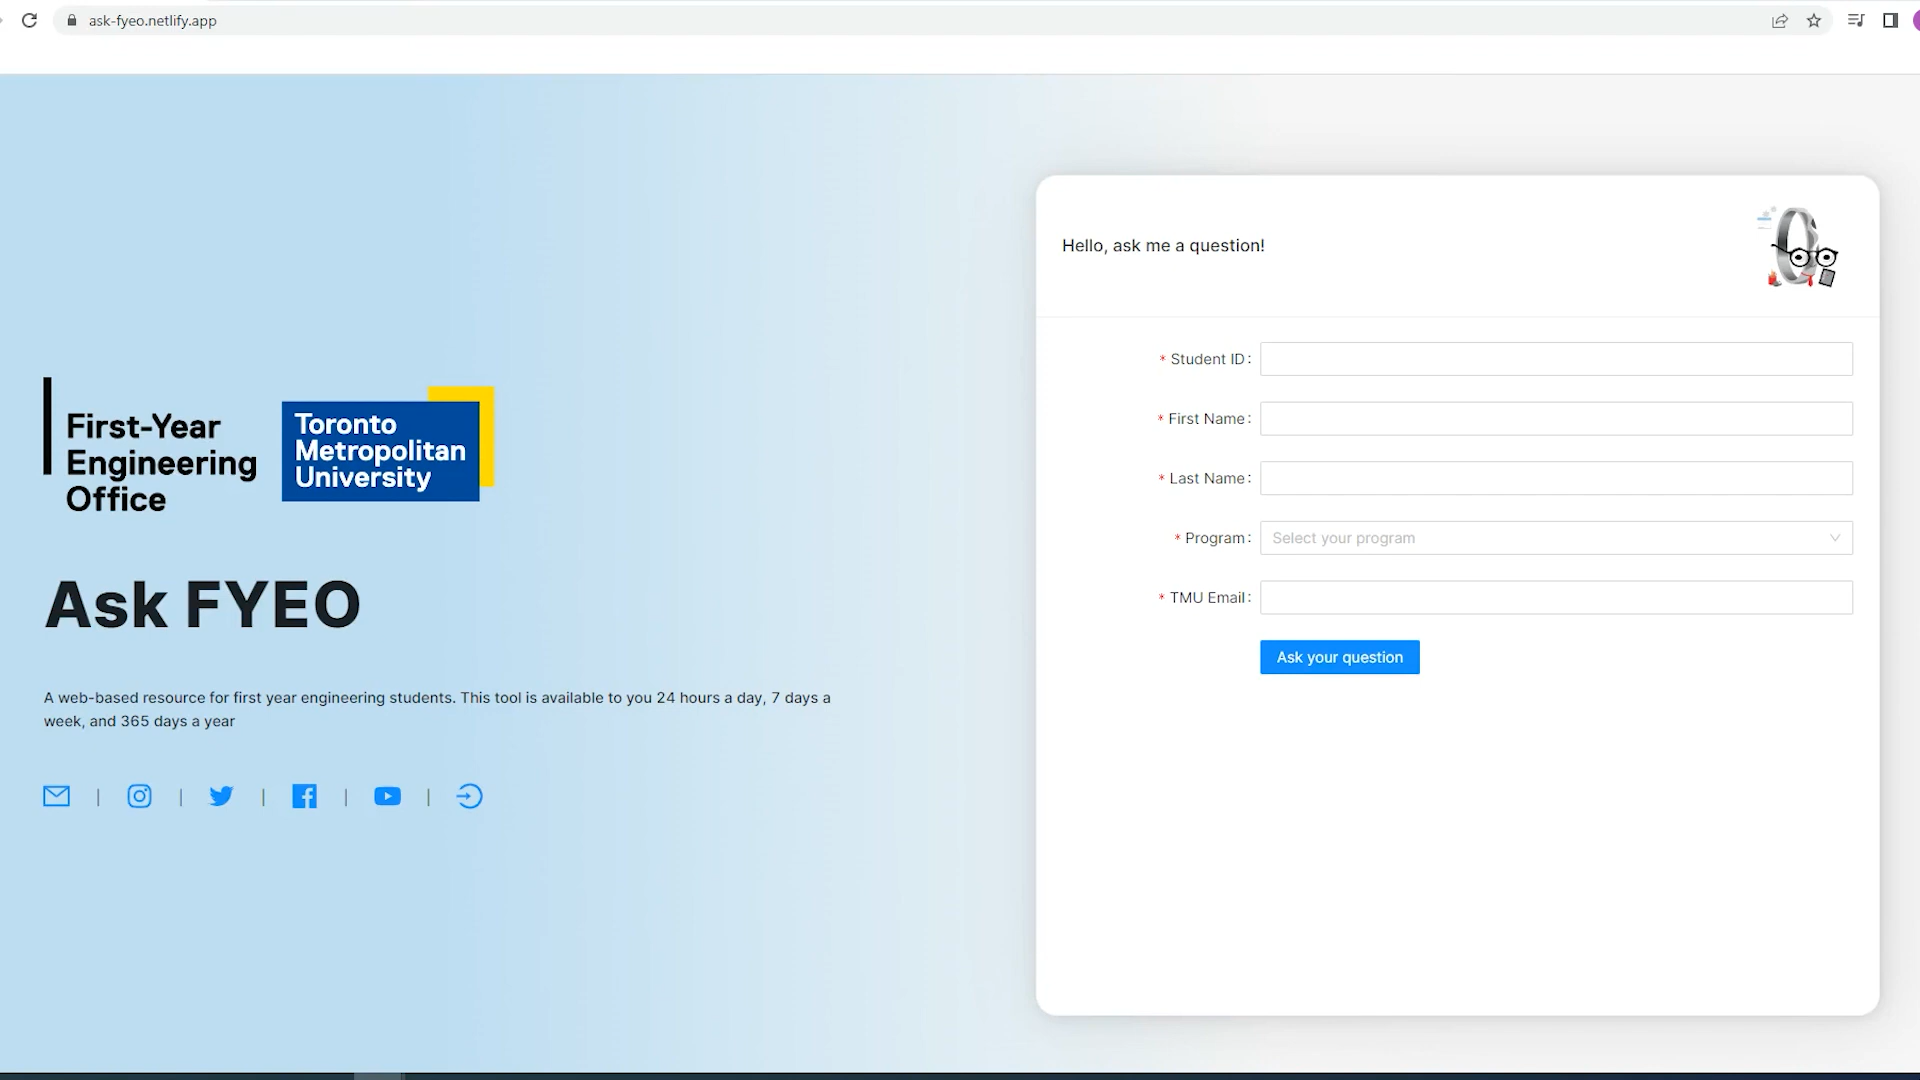 ask-fyeo.netlify.app
Hello, ask me a question!
* Student ID:
* First Name:
* Last Name:
* Program: Select your program
* TMU Email:
Ask your question
First-Year
Engineering
Office
Toronto
Metropolitan
University
Ask FYEO
A web-based resource for first year engineering students. This tool is available to you 24 hours a day, 7 days a
week, and 365 days a year